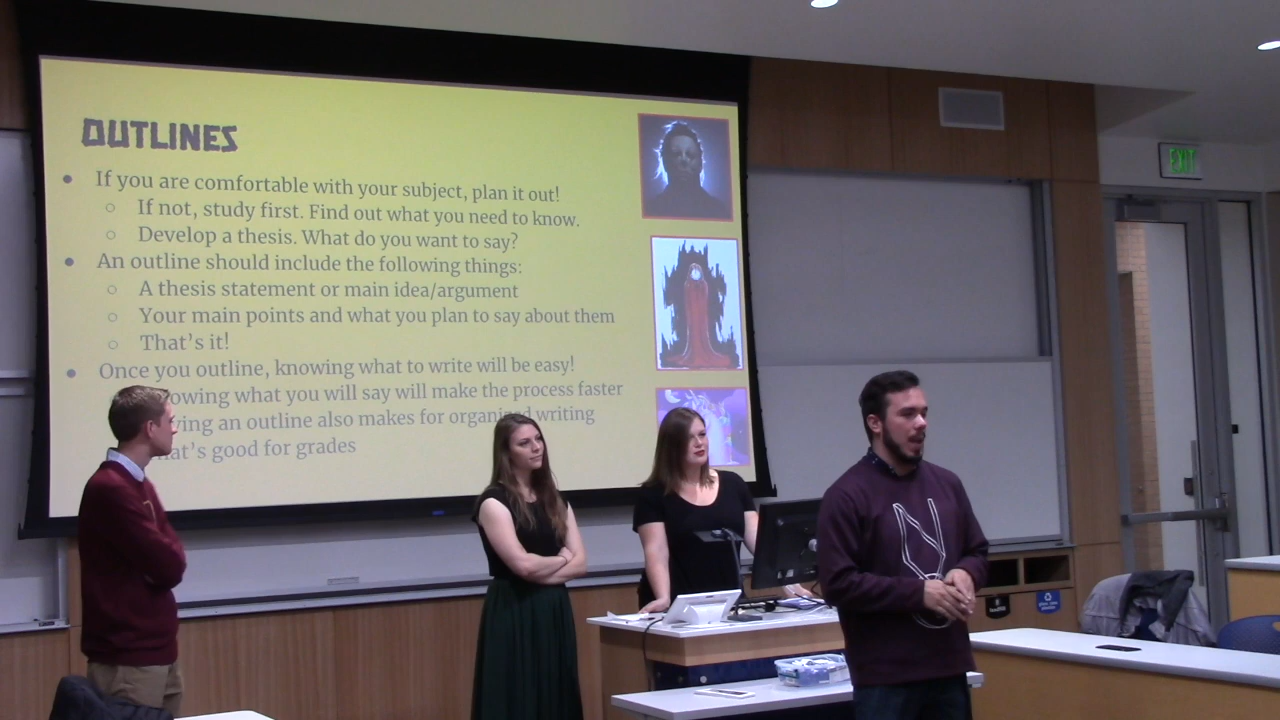 OUTLINES
If you are comfortable with your subject, plan it out!
If not, study first. Find out what you need to know.
Develop a thesis. What do you want to say?
An outline should include the following things:
A thesis statement or main idea/argument
Your main points and what you plan to say about them
That's it!
Once you outline, knowing what to write will be easy!
owing what you will say will make the process faster
ving an outline also makes for organized writing
hat's good for grades
EXIT